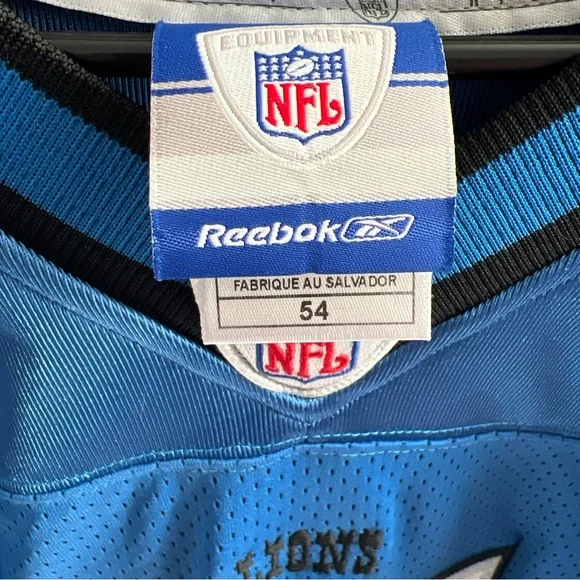 EQUIPMENT
NFL
Reebok
FABRIQUE AU SALVADOR
54
NFL
LIONS